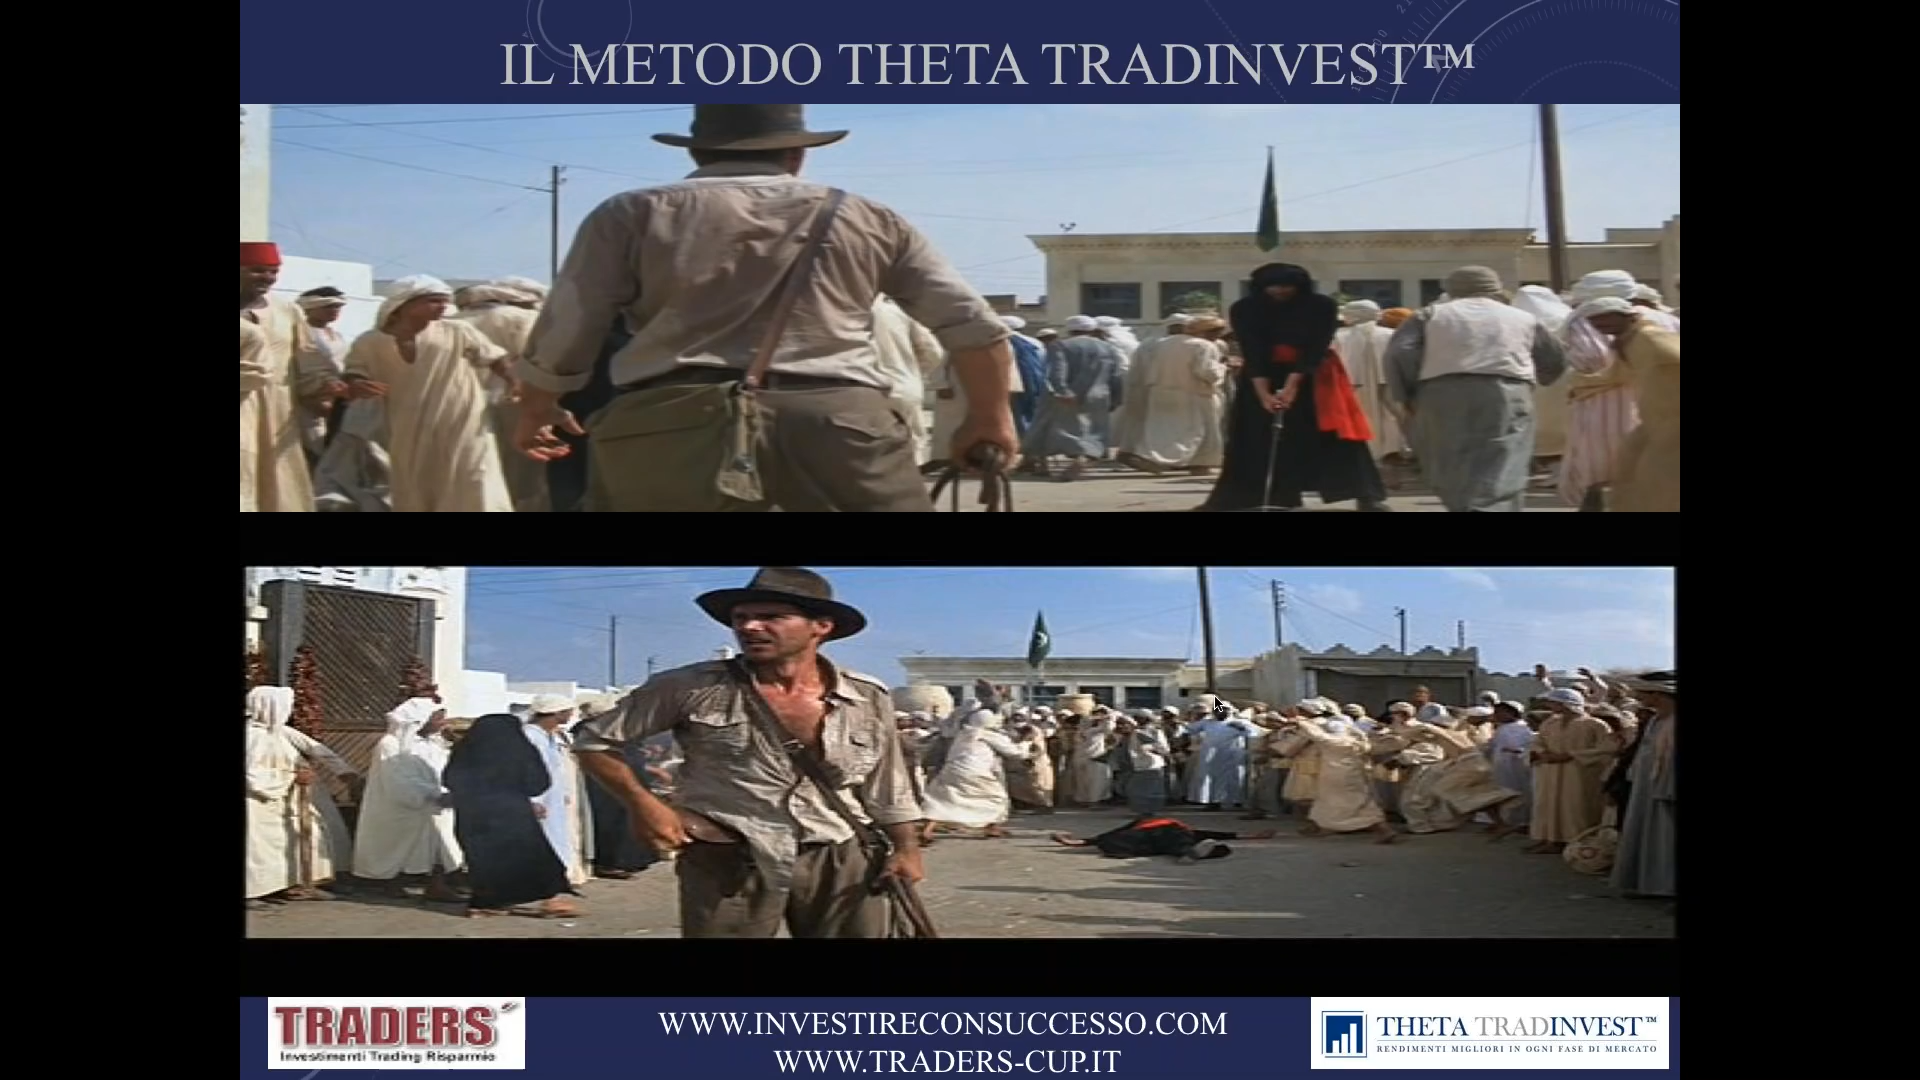 IL METODO THETA TRADINVEST™
TRADERS'
Investimenti Trading Risparmio
WWW.INVESTIRECONSUCCESSO.COM
WWW.TRADERS-CUP.IT
THETA TRADINVEST™
RENDIMENTI MIGLIORI IN OGNI FASE DI MERCATO